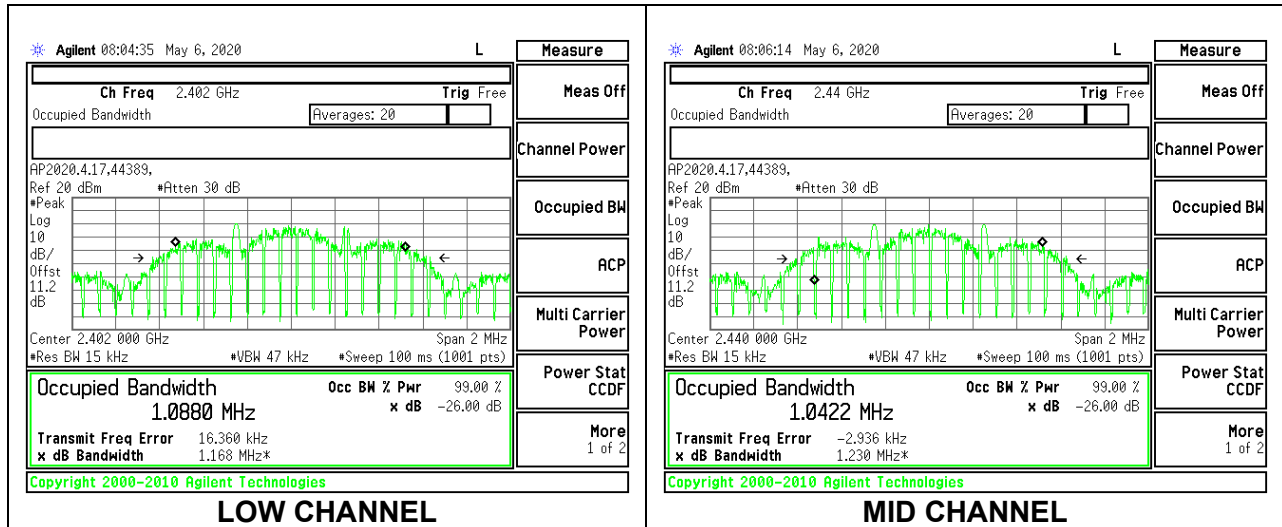 Agilent 08:04:35 May 6, 2020 L
Measure
Meas Off
Channel Power
Occupied BW
ACP
Multi Carrier
Power
Power Stat
CCDF
More
1 of 2
Ch Freq 2.402 GHz Trig Free
Occupied Bandwidth Averages: 20
AP2020.4.17,44389,
Ref 20 dBm #Atten 30 dB
#Peak
Log
10
dB/
Offst
11.2
dB
Center 2.402 000 GHz Span 2 MHz
#Res BW 15 kHz #VBW 47 kHz #Sweep 100 ms (1001 pts)
Occupied Bandwidth Occ BW % Pwr 99.00 %
1.0880 MHz x dB -26.00 dB
Transmit Freq Error 16.360 kHz
x dB Bandwidth 1.168 MHz*
Copyright 2000-2010 Agilent Technologies
LOW CHANNEL
Agilent 08:06:14 May 6, 2020 L
Measure
Meas Off
Channel Power
Occupied BW
ACP
Multi Carrier
Power
Power Stat
CCDF
More
1 of 2
Ch Freq 2.44 GHz Trig Free
Occupied Bandwidth Averages: 20
AP2020.4.17,44389,
Ref 20 dBm #Atten 30 dB
#Peak
Log
10
dB/
Offst
11.2
dB
Center 2.440 000 GHz Span 2 MHz
#Res BW 15 kHz #VBW 47 kHz #Sweep 100 ms (1001 pts)
Occupied Bandwidth Occ BW % Pwr 99.00 %
1.0422 MHz x dB -26.00 dB
Transmit Freq Error -2.936 kHz
x dB Bandwidth 1.230 MHz*
Copyright 2000-2010 Agilent Technologies
MID CHANNEL